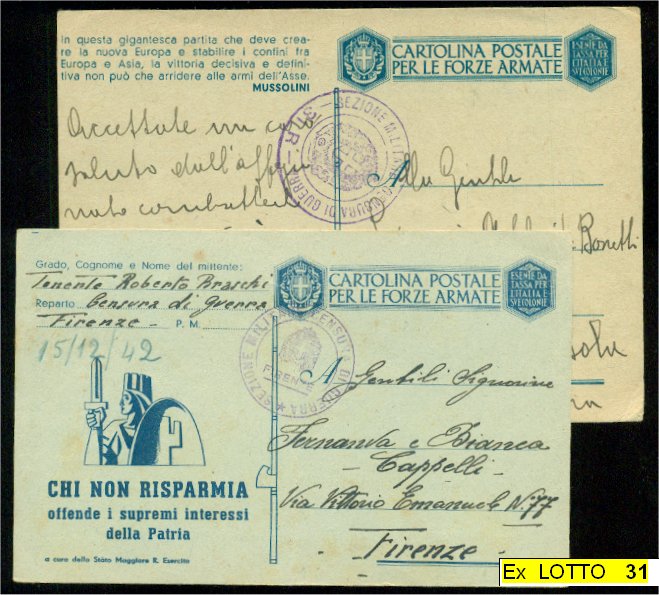 In questa gigantesca partita che deve crea-
re la nuova Europa e stabilire i confini fra
Europa e Asia, la vittoria decisiva e defini-
tiva non può che arridere alle armi dell'Asse.
MUSSOLINI
CARTOLINA POSTALE
PER LE FORZE ARMATE
ESENTE DA
TASSA PER
L'ITALIA E
SUE COLONIE
Accettate un caro
saluto dall'
A
Alla Gentile
Bonetti
Grado, Cognome e Nome del mittente:
Tenente Roberto Braschi
Reparto Censura di guerra
Firenze - P. M.
15/12/42
CARTOLINA POSTALE
PER LE FORZE ARMATE
ESENTE DA
TASSA PER
L'ITALIA E
SUE COLONIE
A Gentili Signorine
Fernanda e Bianca
Cappelli -
Via Vittorio Emanuele N. 77
Firenze -
CHI NON RISPARMIA
offende i supremi interessi
della Patria
a cura dello Stato Maggiore R. Esercito
Ex LOTTO 31